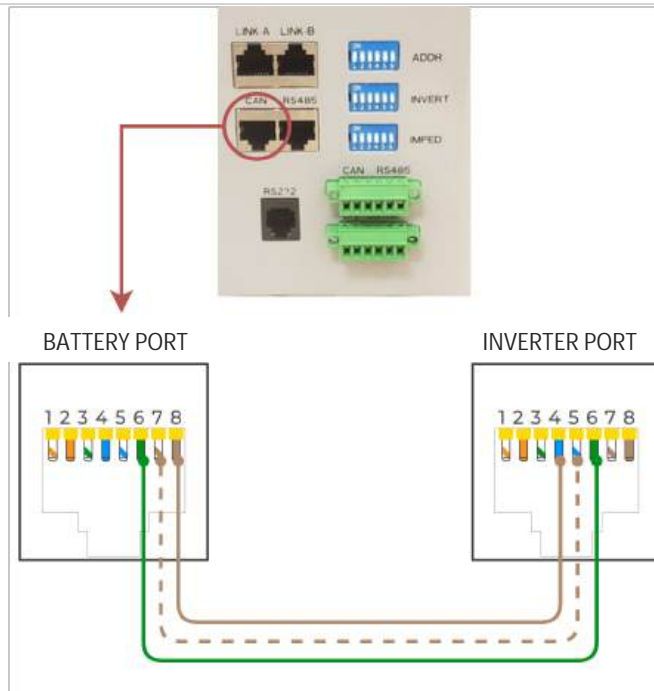 LINK-A LINK-B
ADDR
CAN RS485
INVERT
IMPED
CAN RS485
RS232
BATTERY PORT
INVERTER PORT
1 2 3 4 5 6 7 8
1 2 3 4 5 6 7 8